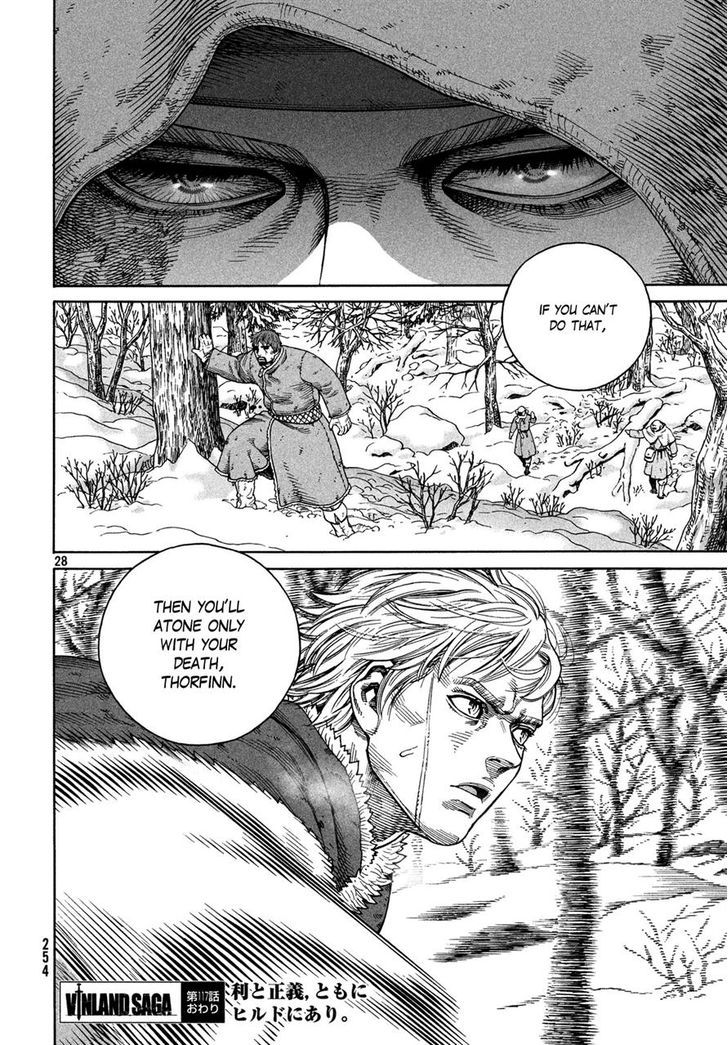 IF YOU CAN'T
DO THAT,
28
THEN YOU'LL
ATONE ONLY
WITH YOUR
DEATH,
THORFINN.
254
VINLAND SAGA
第117話
おわり
利と正義，ともに
ヒルドにあり。